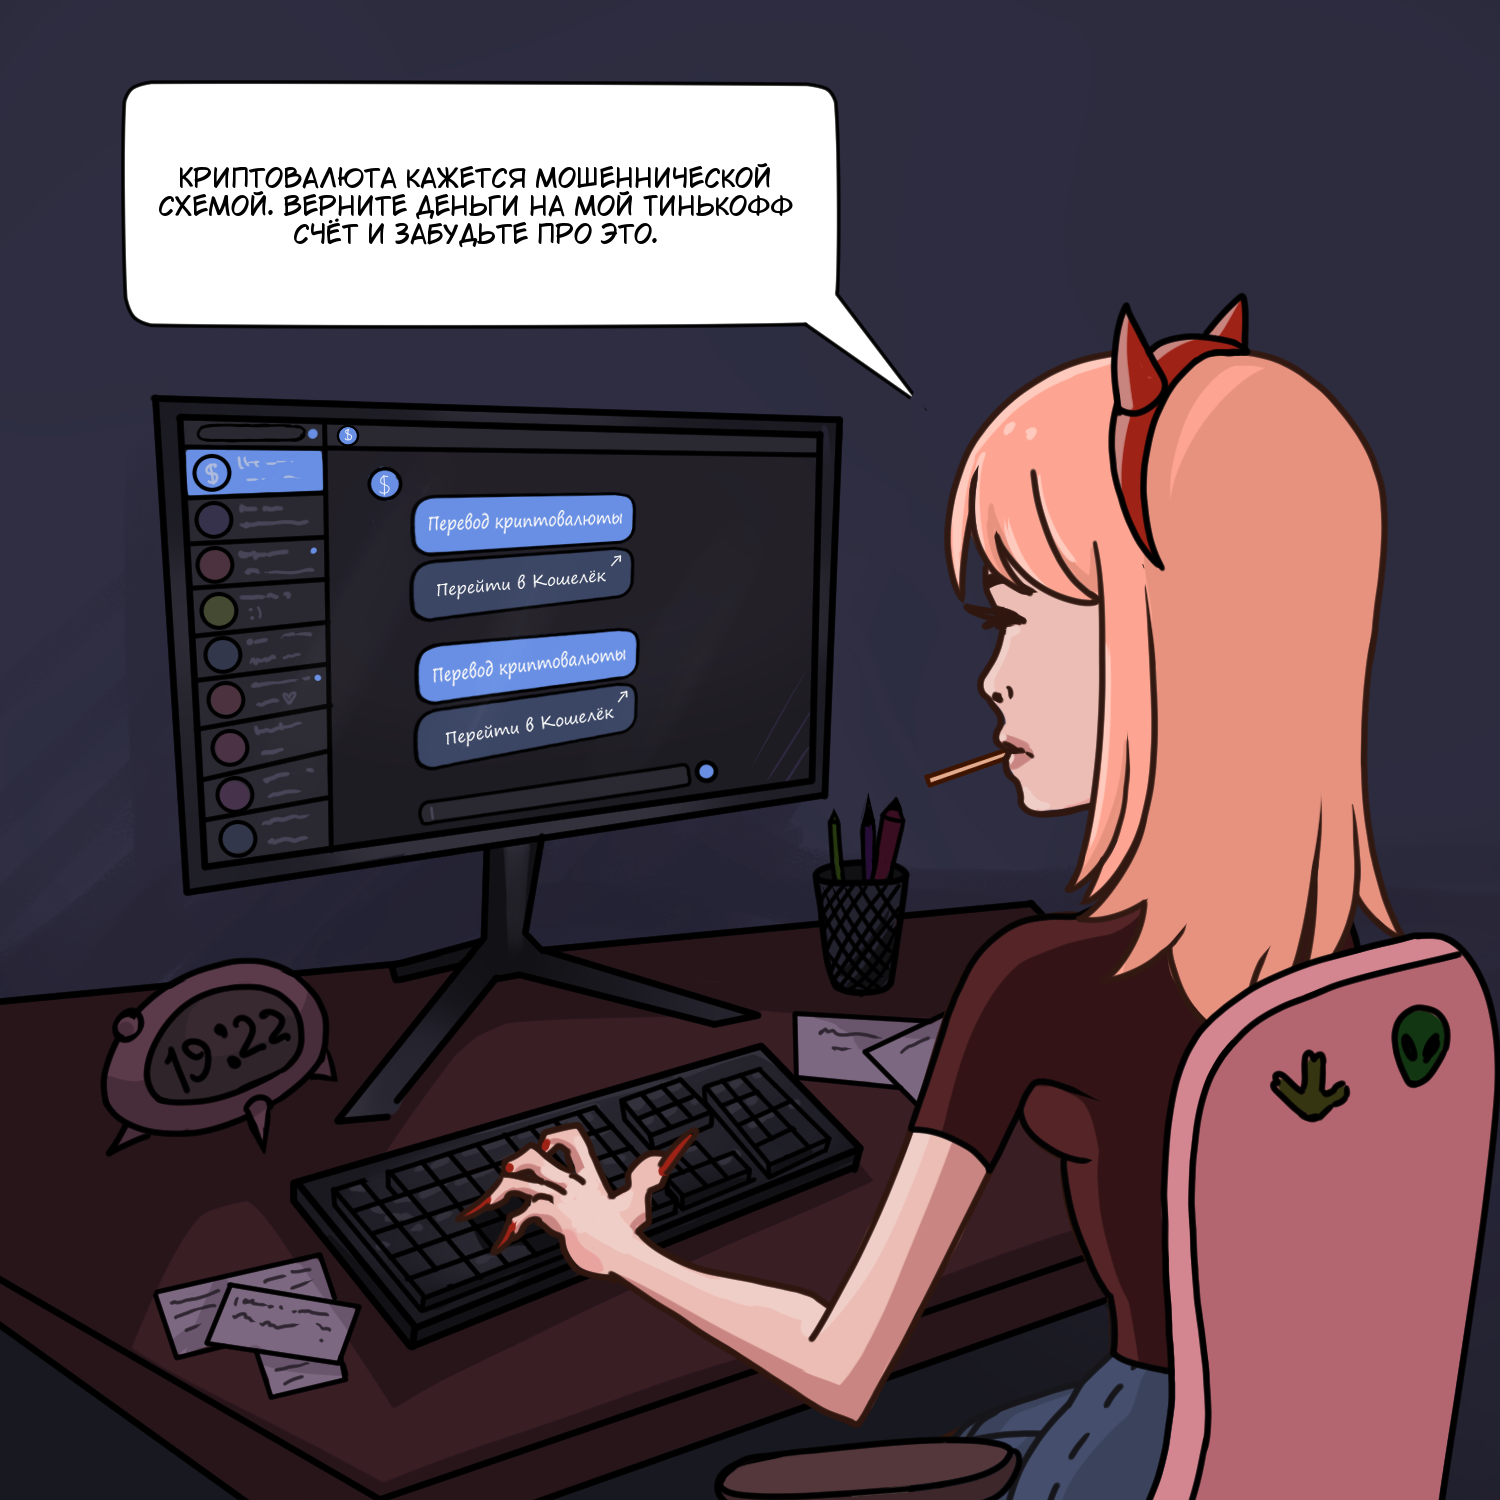 КРИПТОВАЛЮТА КАЖЕТСЯ МОШЕННИЧЕСКОЙ
СХЕМОЙ. ВЕРНИТЕ ДЕНЬГИ НА МОЙ ТИНЬКОФФ
СЧЁТ И ЗАБУДЬТЕ ПРО ЭТО.
$
$
$
Перевод криптовалюты
Перейти в Кошелёк
:)
Перевод криптовалюты
Перейти в Кошелёк
19:22